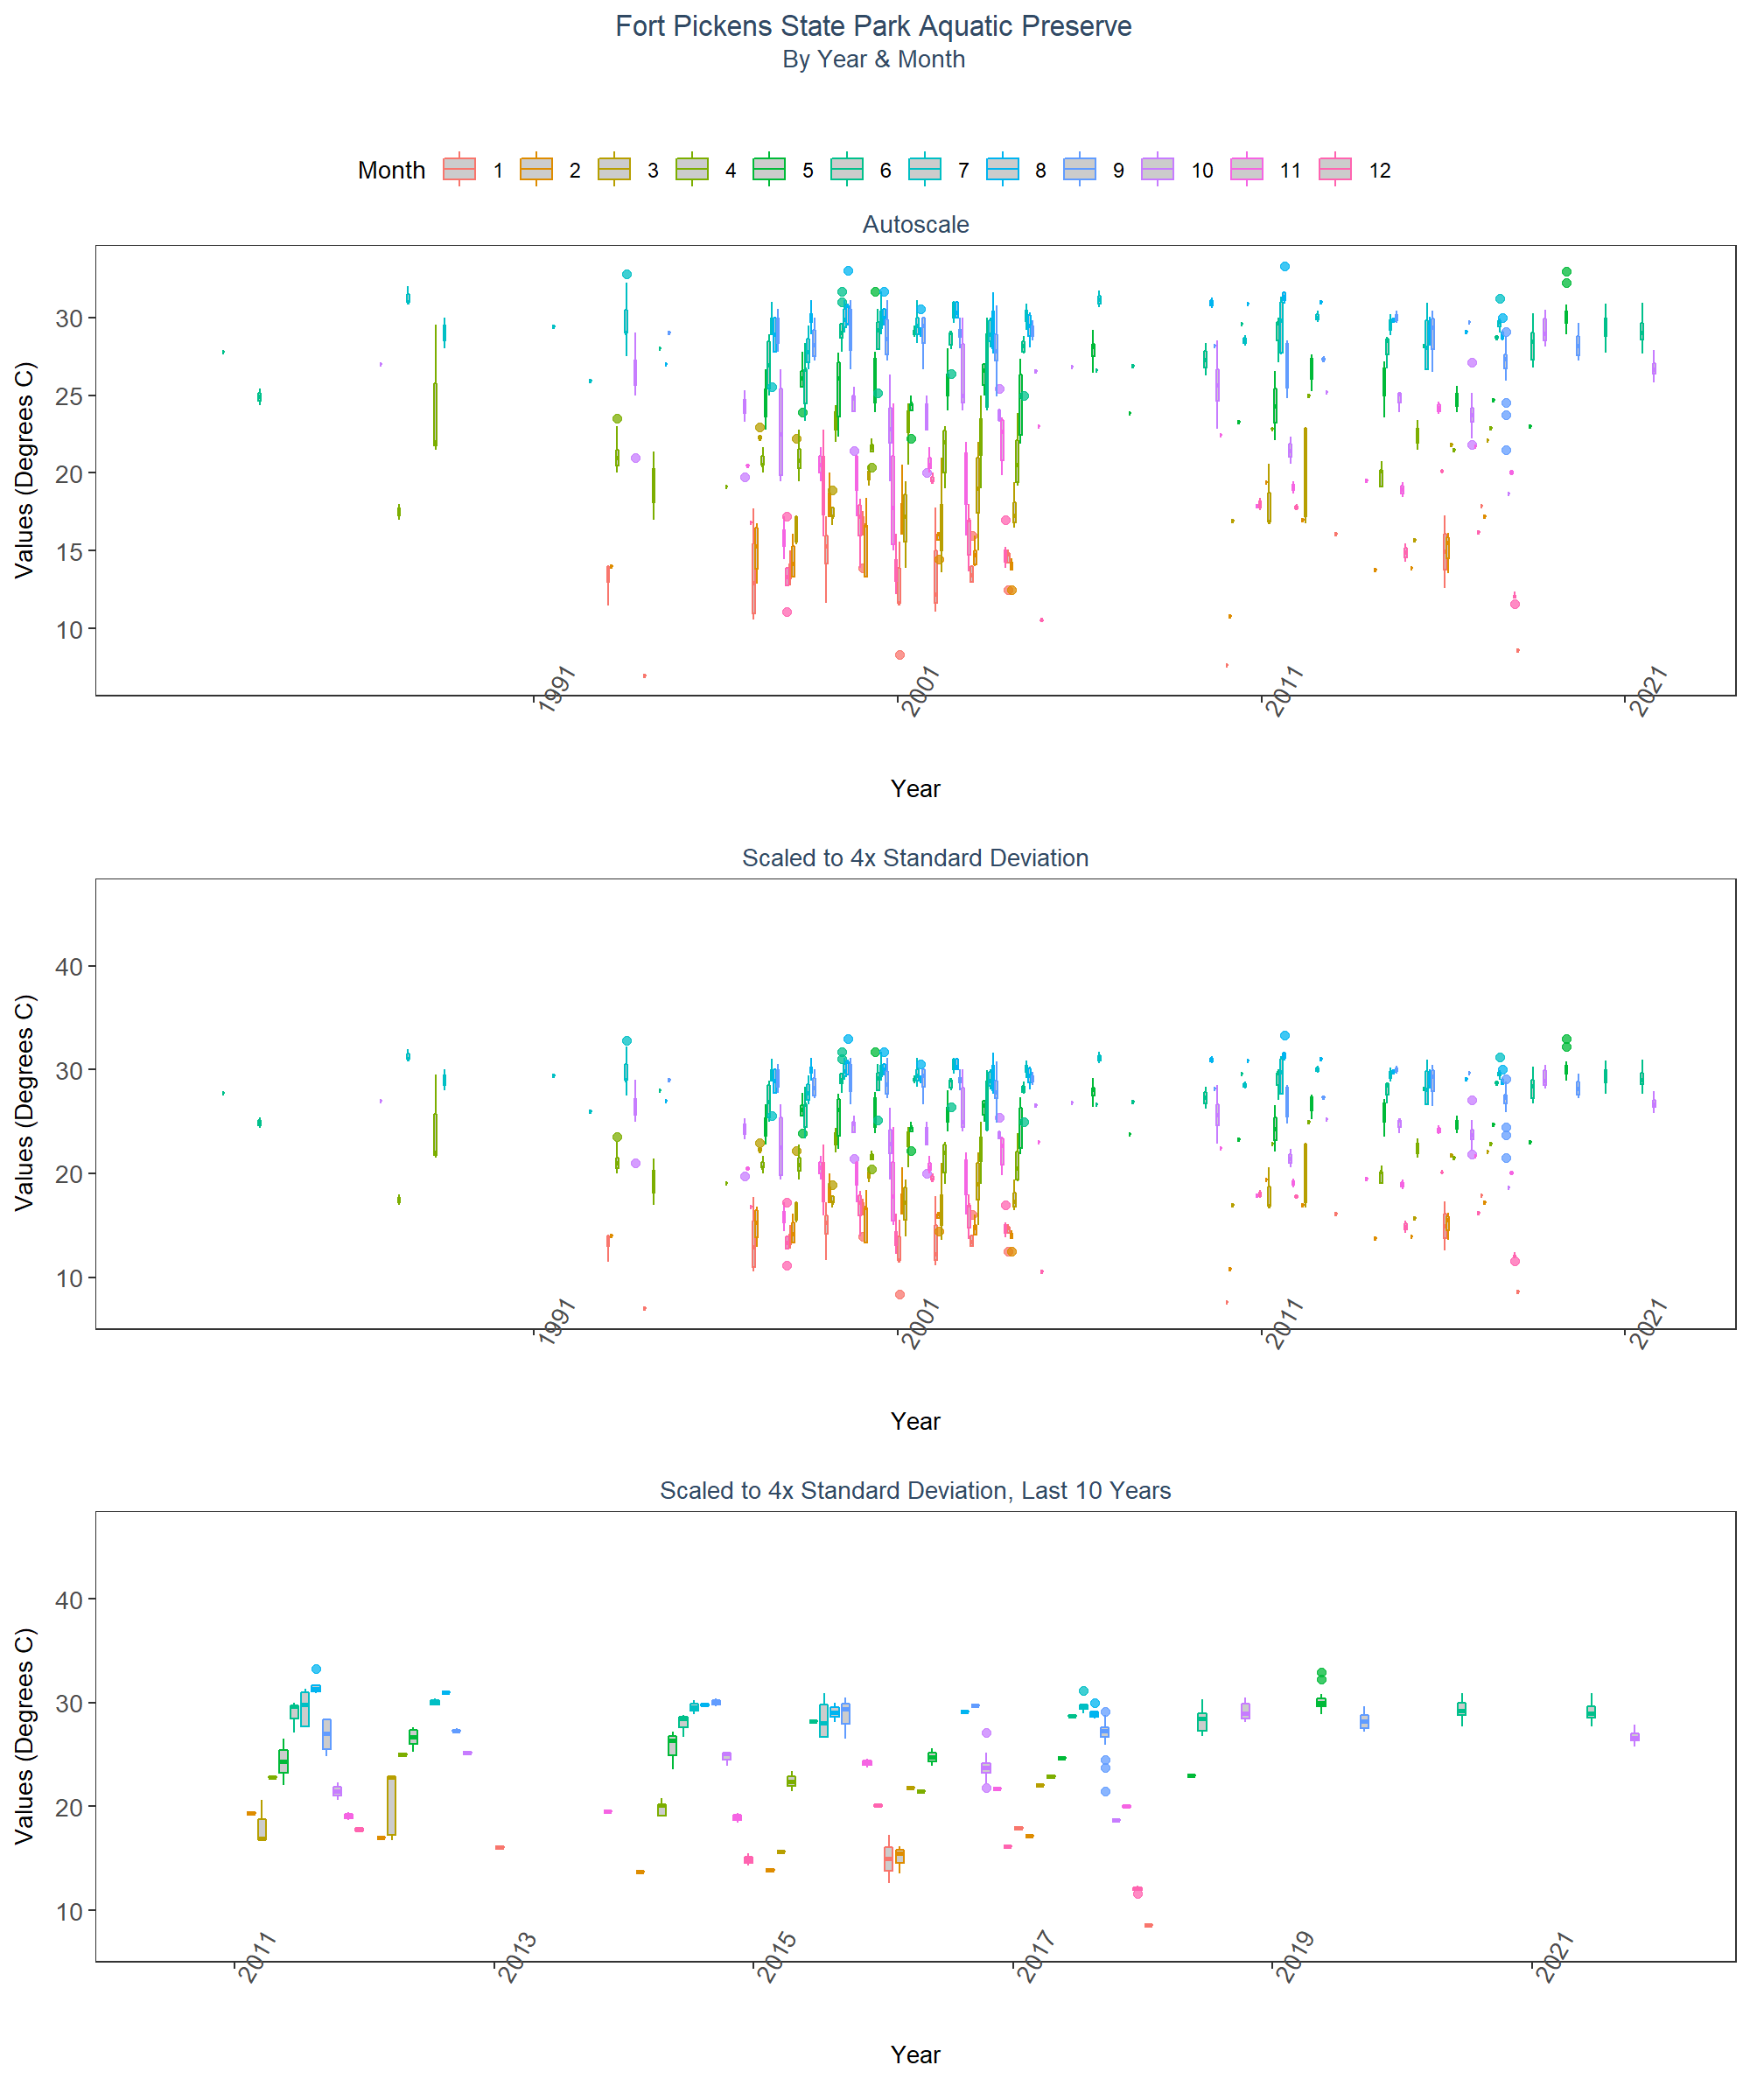 Fort Pickens State Park Aquatic Preserve
By Year & Month
Month 1 2 3 4 5 6 7 8 9 10 11 12
Autoscale
Values (Degrees C)
30
25
20
15
10
1991 2001 2011 2021
Year
Scaled to 4x Standard Deviation
Values (Degrees C)
40
30
20
10
1991 2001 2011 2021
Year
Scaled to 4x Standard Deviation, Last 10 Years
Values (Degrees C)
40
30
20
10
2011 2013 2015 2017 2019 2021
Year